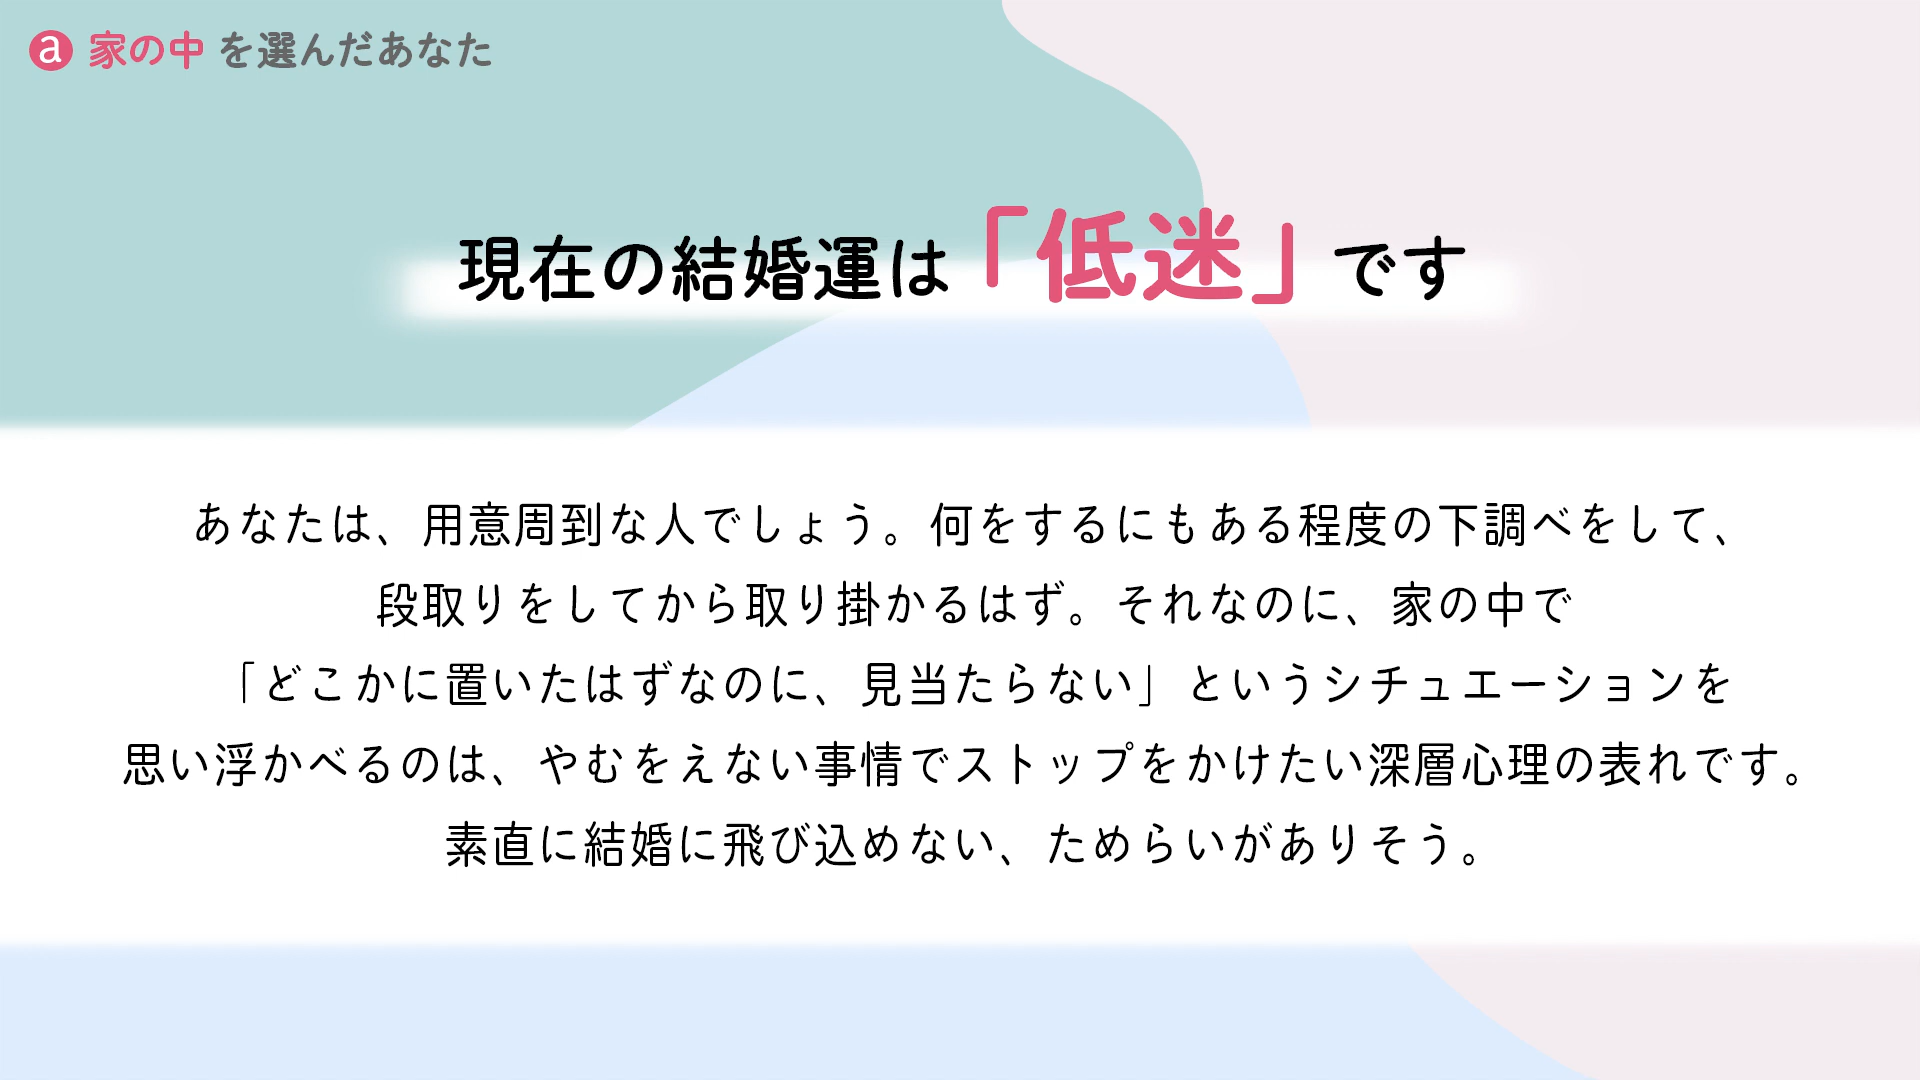 a 家の中 を選んだあなた
現在の結婚運は「低迷」です
あなたは、用意周到な人でしょう。何をするにもある程度の下調べをして、
段取りをしてから取り掛かるはず。それなのに、家の中で
「どこかに置いたはずなのに、見当たらない」というシチュエーションを
思い浮かべるのは、やむをえない事情でストップをかけたい深層心理の表れです。
素直に結婚に飛び込めない、ためらいがありそう。